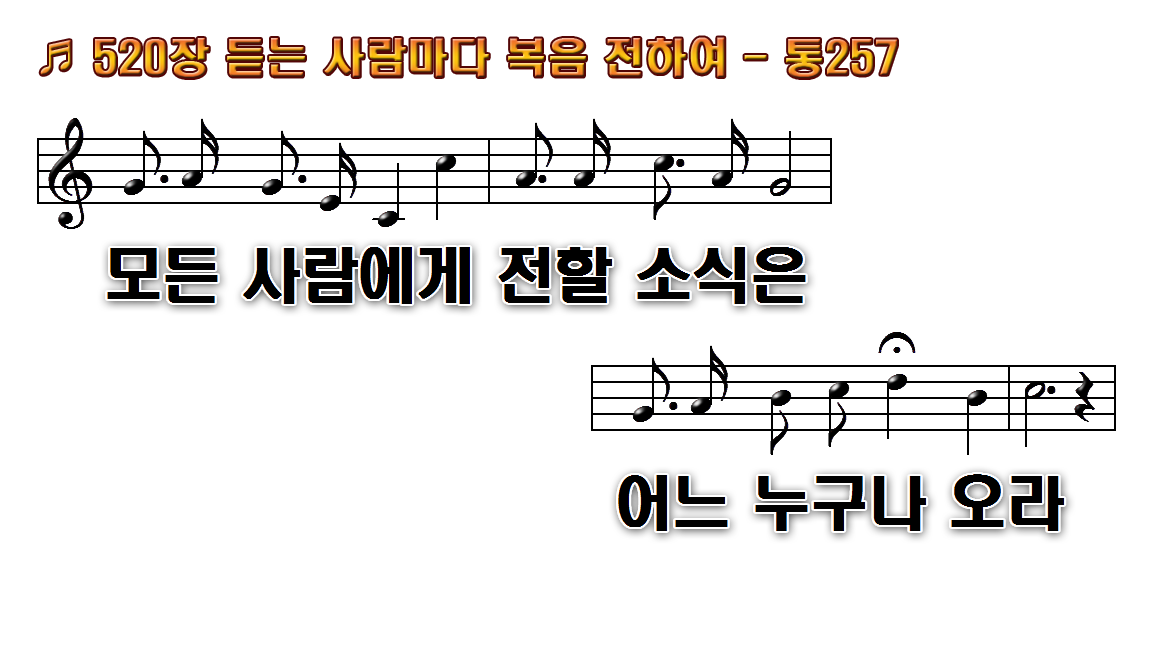 ♬ 520장 듣는 사람마다 복음 전하여 - 통257
모든 사람에게 전할 소식은
어느 누구나 오라